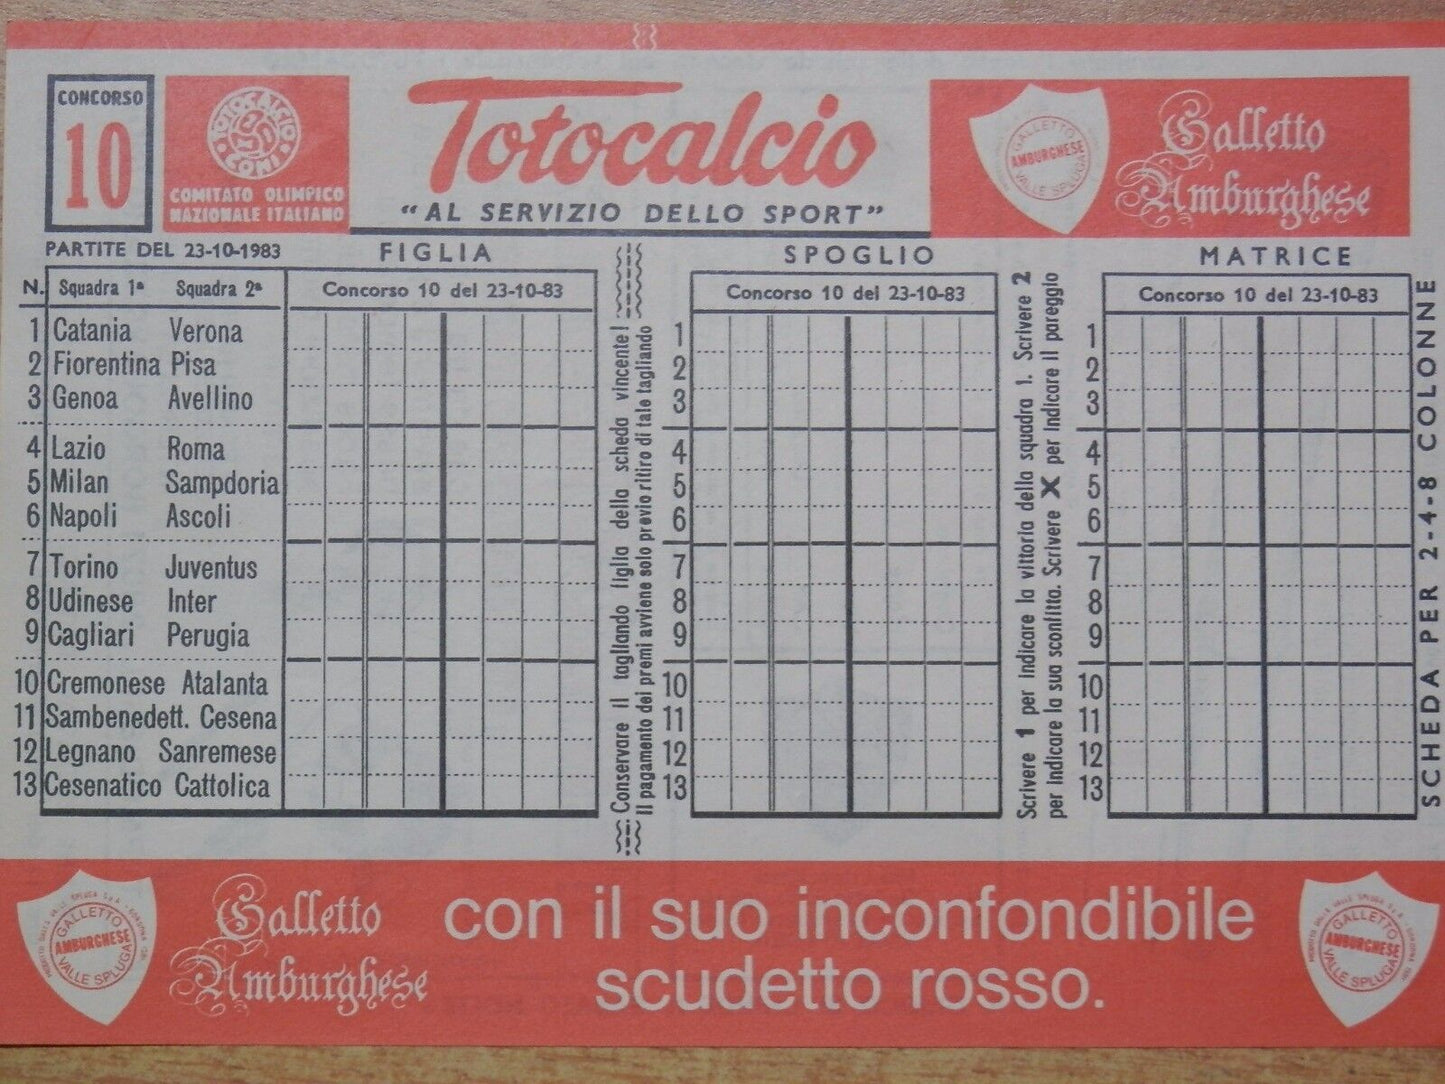 CONCORSO
10
TOTOCALCIO
CONI
COMITATO OLIMPICO
NAZIONALE ITALIANO
Totocalcio
"AL SERVIZIO DELLO SPORT"
GALLETTO
AMBURGHESE
VALLE SPLUGA
Galletto
Amburghese
PARTITE DEL 23-10-1983
FIGLIA
SPOGLIO
MATRICE
N. Squadra 1ª Squadra 2ª
Concorso 10 del 23-10-83
Concorso 10 del 23-10-83
Concorso 10 del 23-10-83
1 Catania Verona
2 Fiorentina Pisa
3 Genoa Avellino
4 Lazio Roma
5 Milan Sampdoria
6 Napoli Ascoli
7 Torino Juventus
8 Udinese Inter
9 Cagliari Perugia
10 Cremonese Atalanta
11 Sambenedett. Cesena
12 Legnano Sanremese
13 Cesenatico Cattolica
Conservare il tagliando figlia della scheda vincente!
Il pagamento dei premi avviene solo previo ritiro di tale tagliando
1
2
3
4
5
6
7
8
9
10
11
12
13
Scrivere 1 per indicare la vittoria della squadra 1. Scrivere 2
per indicare la sua sconfitta. Scrivere X per indicare il pareggio
1
2
3
4
5
6
7
8
9
10
11
12
13
SCHEDA PER 2-4-8 COLONNE
GALLETTO
AMBURGHESE
VALLE SPLUGA
Galletto
Amburghese
con il suo inconfondibile
scudetto rosso.
GALLETTO
AMBURGHESE
VALLE SPLUGA